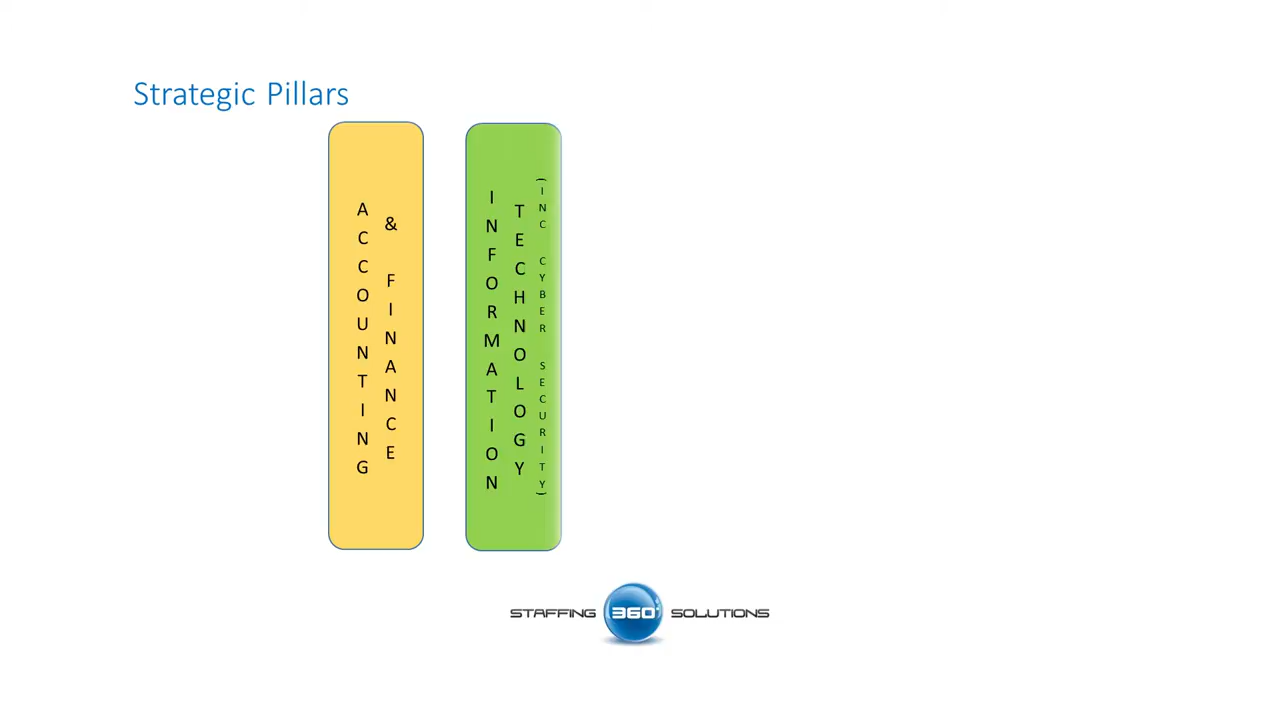 Strategic Pillars
ACCOUNTING
& FINANCE
INFORMATION
TECHNOLOGY
(INC CYBER SECURITY)
STAFFING 360° SOLUTIONS